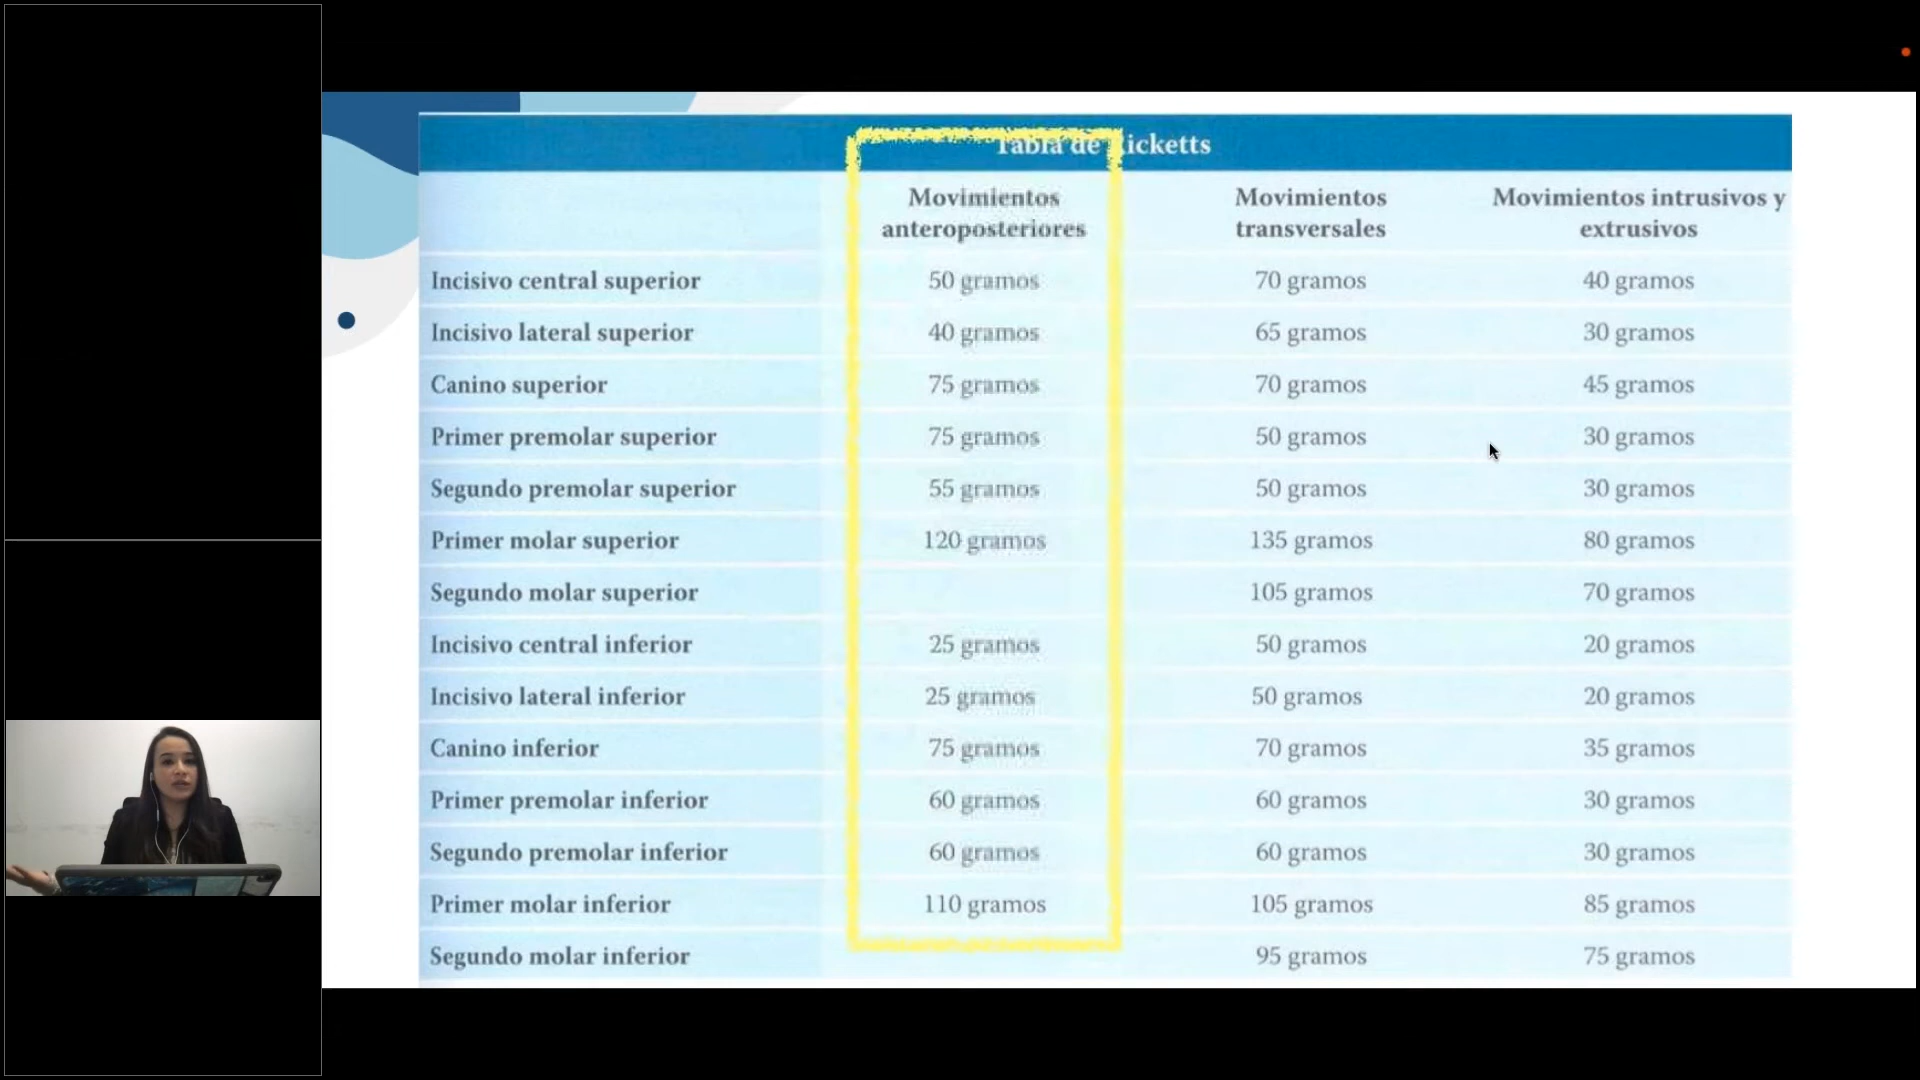 Tabla de Ricketts
Movimientos anteroposteriores Movimientos transversales Movimientos intrusivos y extrusivos
Incisivo central superior 50 gramos 70 gramos 40 gramos
Incisivo lateral superior 40 gramos 65 gramos 30 gramos
Canino superior 75 gramos 70 gramos 45 gramos
Primer premolar superior 75 gramos 50 gramos 30 gramos
Segundo premolar superior 55 gramos 50 gramos 30 gramos
Primer molar superior 120 gramos 135 gramos 80 gramos
Segundo molar superior 105 gramos 70 gramos
Incisivo central inferior 25 gramos 50 gramos 20 gramos
Incisivo lateral inferior 25 gramos 50 gramos 20 gramos
Canino inferior 75 gramos 70 gramos 35 gramos
Primer premolar inferior 60 gramos 60 gramos 30 gramos
Segundo premolar inferior 60 gramos 60 gramos 30 gramos
Primer molar inferior 110 gramos 105 gramos 85 gramos
Segundo molar inferior 95 gramos 75 gramos